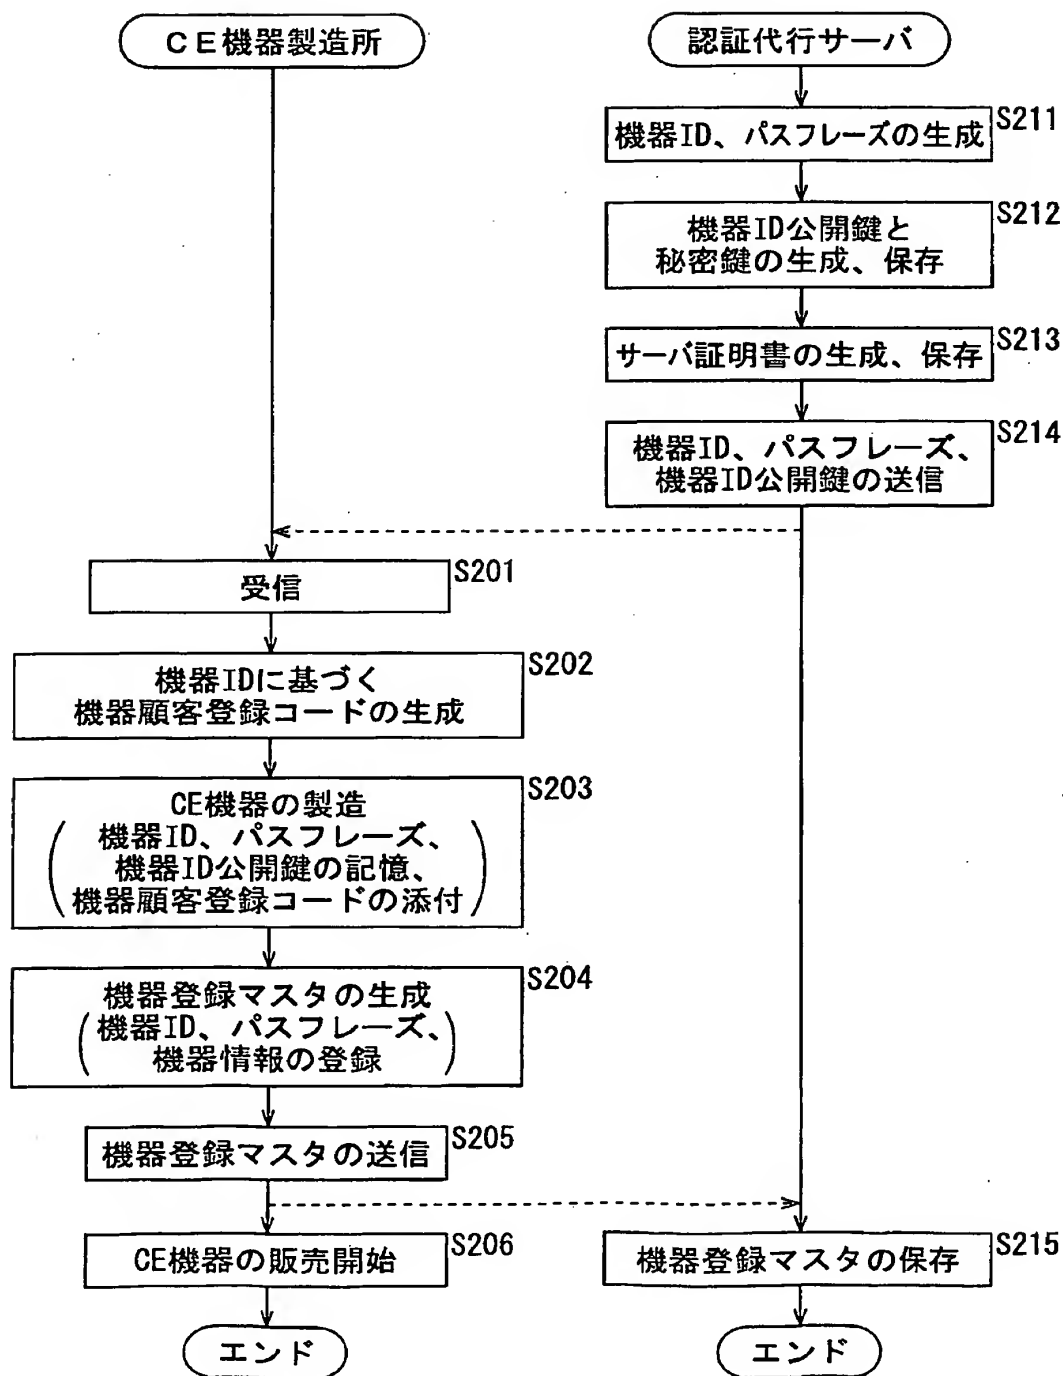 CE機器製造所
認証代行サーバ
機器ID、パスフレーズの生成
S211
機器ID公開鍵と
秘密鍵の生成、保存
S212
サーバ証明書の生成、保存
S213
機器ID、パスフレーズ、
機器ID公開鍵の送信
S214
受信
S201
機器IDに基づく
機器顧客登録コードの生成
S202
CE機器の製造
(機器ID、パスフレーズ、
機器ID公開鍵の記憶、
機器顧客登録コードの添付)
S203
機器登録マスタの生成
(機器ID、パスフレーズ、
機器情報の登録)
S204
機器登録マスタの送信
S205
CE機器の販売開始
S206
機器登録マスタの保存
S215
エンド
エンド